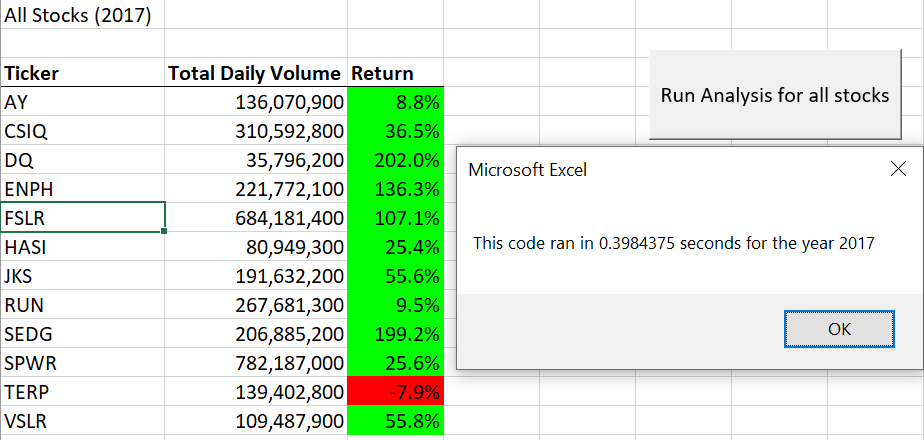 All Stocks (2017)
Ticker Total Daily Volume Return
AY 136,070,900 8.8%
CSIQ 310,592,800 36.5%
DQ 35,796,200 202.0%
ENPH 221,772,100 136.3%
FSLR 684,181,400 107.1%
HASI 80,949,300 25.4%
JKS 191,632,200 55.6%
RUN 267,681,300 9.5%
SEDG 206,885,200 199.2%
SPWR 782,187,000 25.6%
TERP 139,402,800 -7.9%
VSLR 109,487,900 55.8%
Run Analysis for all stocks
Microsoft Excel
This code ran in 0.3984375 seconds for the year 2017
OK